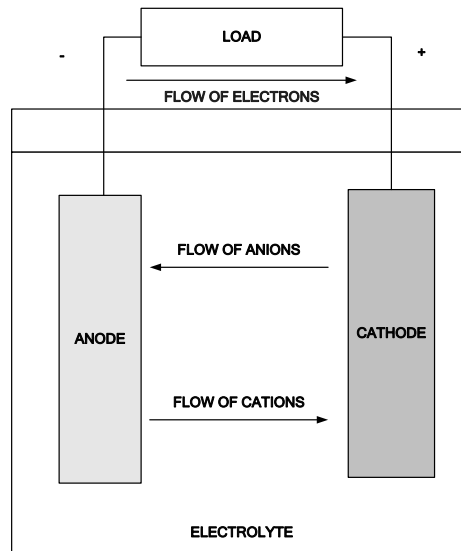 LOAD
-
+
FLOW OF ELECTRONS
FLOW OF ANIONS
ANODE
CATHODE
FLOW OF CATIONS
ELECTROLYTE